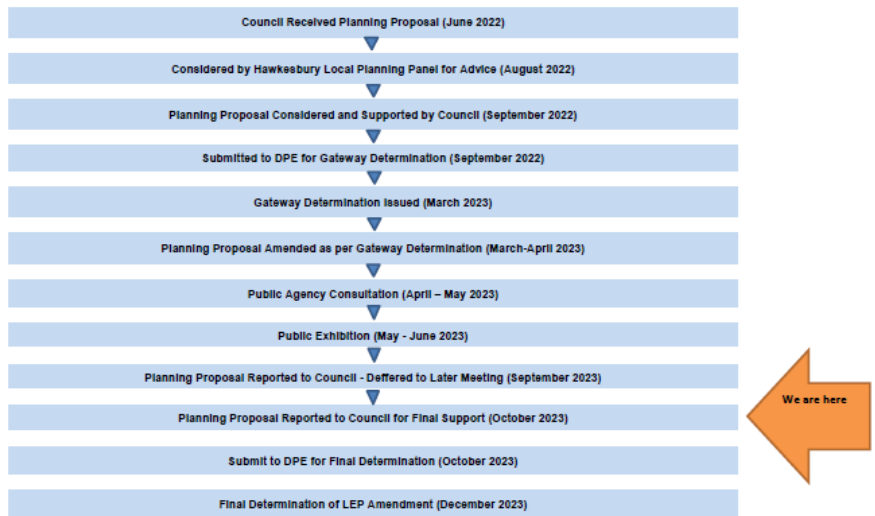 Council Received Planning Proposal (June 2022)
Considered by Hawkesbury Local Planning Panel for Advice (August 2022)
Planning Proposal Considered and Supported by Council (September 2022)
Submitted to DPE for Gateway Determination (September 2022)
Gateway Determination Issued (March 2023)
Planning Proposal Amended as per Gateway Determination (March-April 2023)
Public Agency Consultation (April – May 2023)
Public Exhibition (May - June 2023)
Planning Proposal Reported to Council - Deffered to Later Meeting (September 2023)
We are here
Planning Proposal Reported to Council for Final Support (October 2023)
Submit to DPE for Final Determination (October 2023)
Final Determination of LEP Amendment (December 2023)